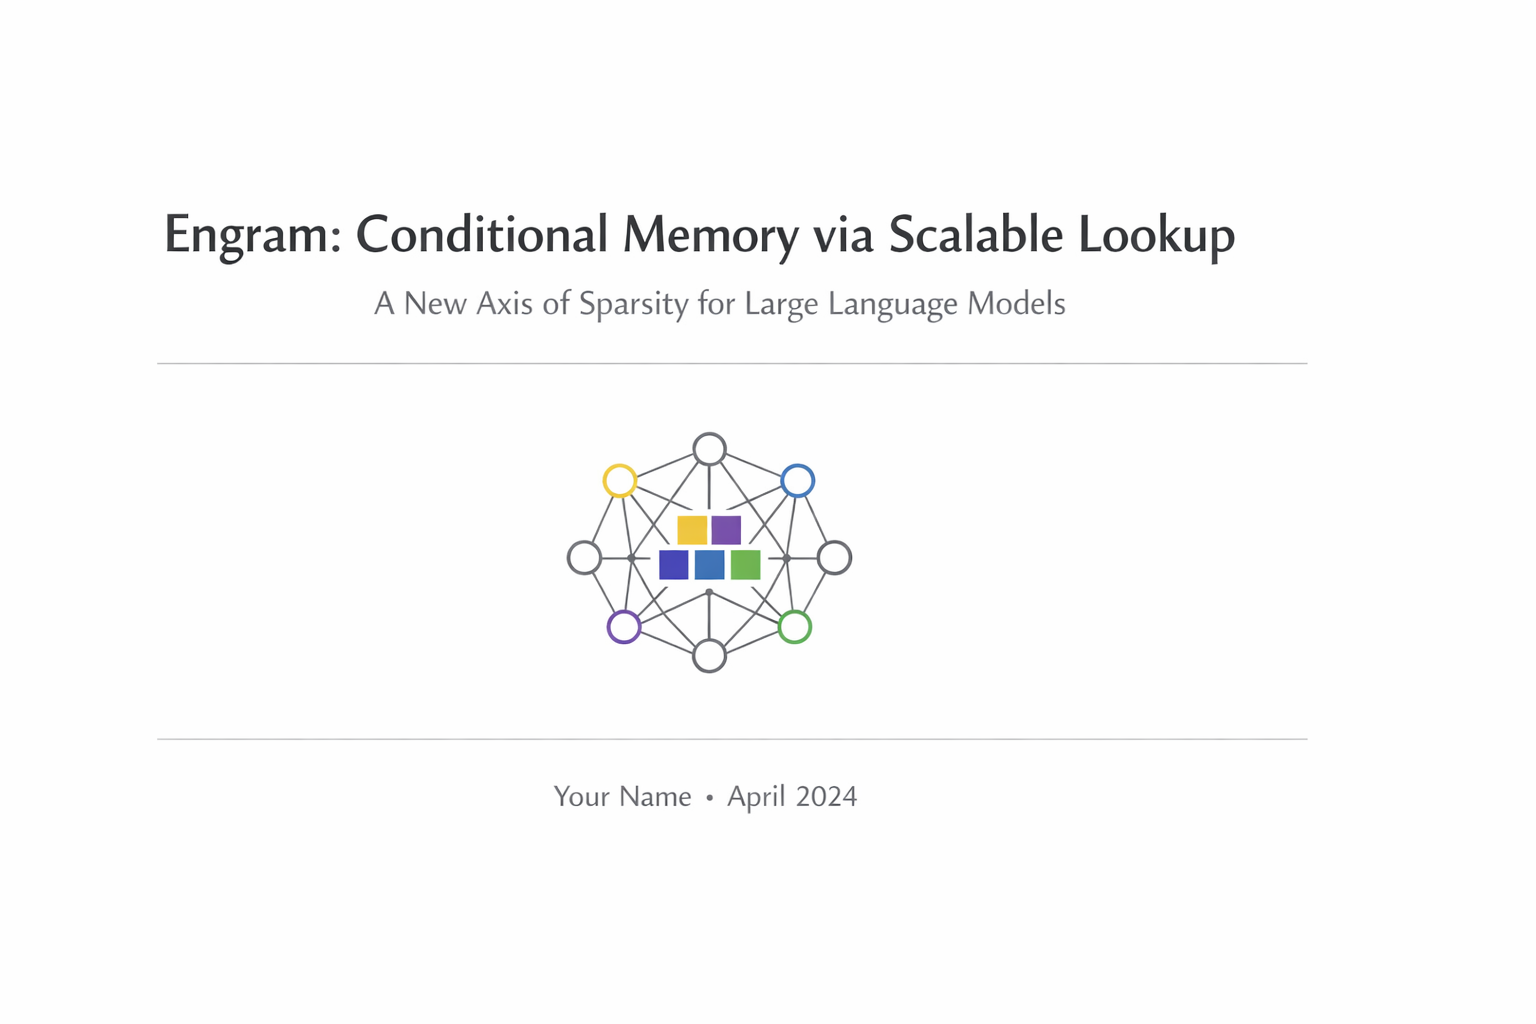 Engram: Conditional Memory via Scalable Lookup
A New Axis of Sparsity for Large Language Models
Your Name • April 2024